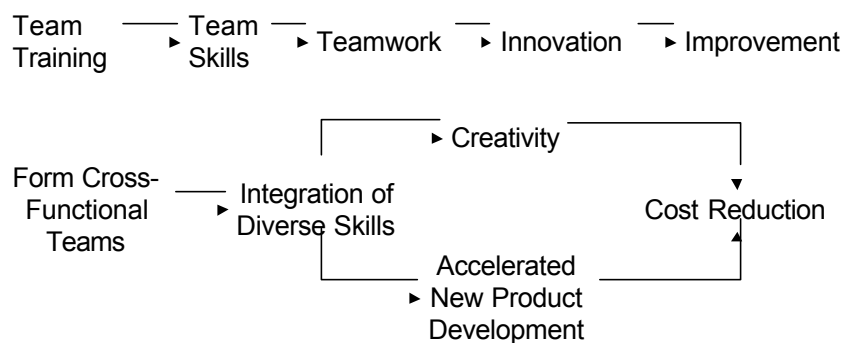 Team
Training
Team
Skills
Teamwork
Innovation
Improvement
Form Cross-
Functional
Teams
Integration of
Diverse Skills
Creativity
Accelerated
New Product
Development
Cost Reduction